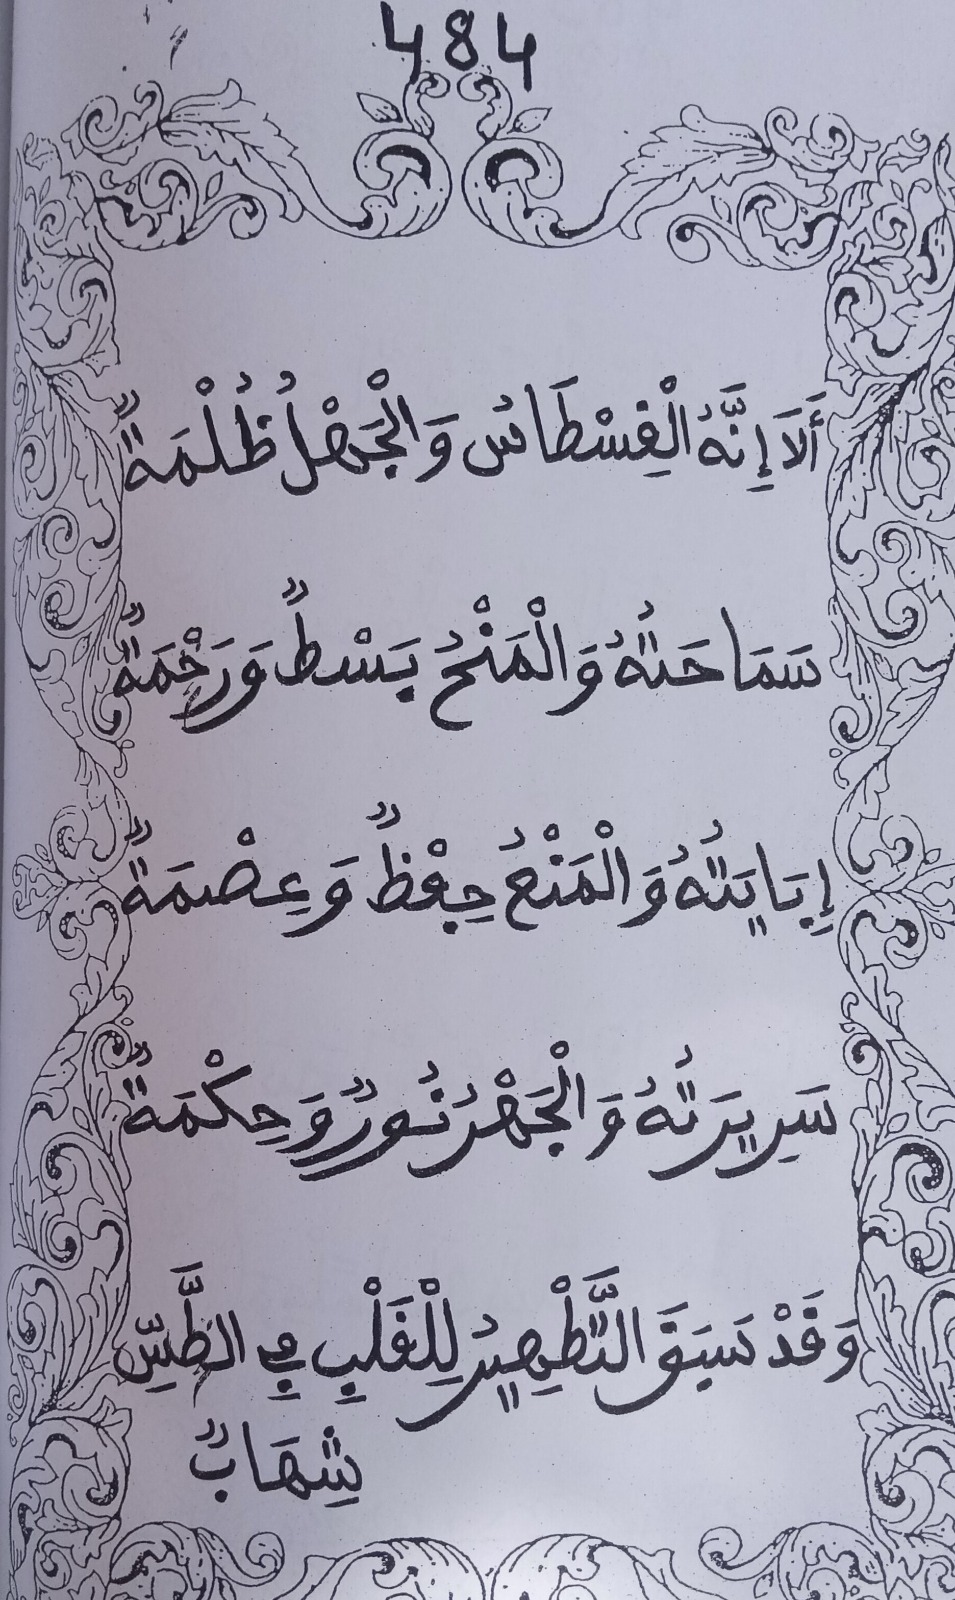 484
أَلَا إِنَّهُ الْفِسْطَاسُ وَالْجَهْلُ ظُلْمَةٌ
سَمَاحَتُهُ وَالْمَنْحُ بَسْطٌ وَرَحْمَةٌ
إِبَايَتُهُ وَالْمَنْعُ حِفْظٌ وَعِصْمَةٌ
سَرِيرَتُهُ وَالْجَهْرُ نُورٌ وَحِكْمَةٌ
وَقَدْ سَبَقَ التَّطْهِيرُ لِلْقَلْبِ فِي الطَّسِّ
شِهَابٌ